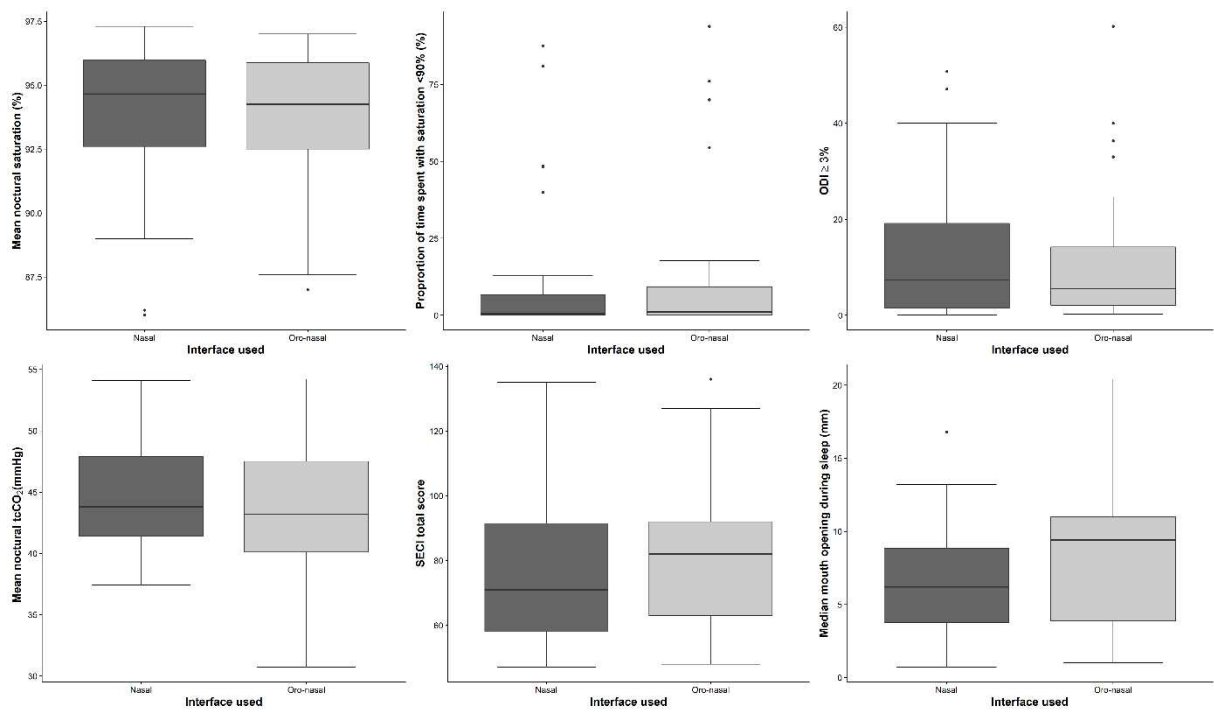 Mean noctural saturation (%)
97.5
95.0
92.5
90.0
87.5
Nasal
Oro-nasal
Interface used
Proprortion of time spent with saturation <90% (%)
75
50
25
0
Nasal
Oro-nasal
Interface used
ODI ≥ 3%
60
40
20
0
Nasal
Oro-nasal
Interface used
Mean noctural tcCO₂(mmHg)
55
50
45
40
35
30
Nasal
Oro-nasal
Interface used
SECI total score
140
120
100
80
60
Nasal
Oro-nasal
Interface used
Median mouth opening during sleep (mm)
20
15
10
5
0
Nasal
Oro-nasal
Interface used